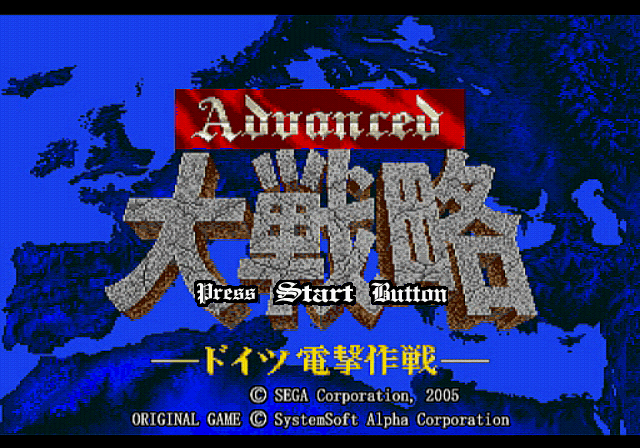 Advanced
大戦略
Press Start Button
―ドイツ電撃作戦―
© SEGA Corporation, 2005
ORIGINAL GAME © SystemSoft Alpha Corporation